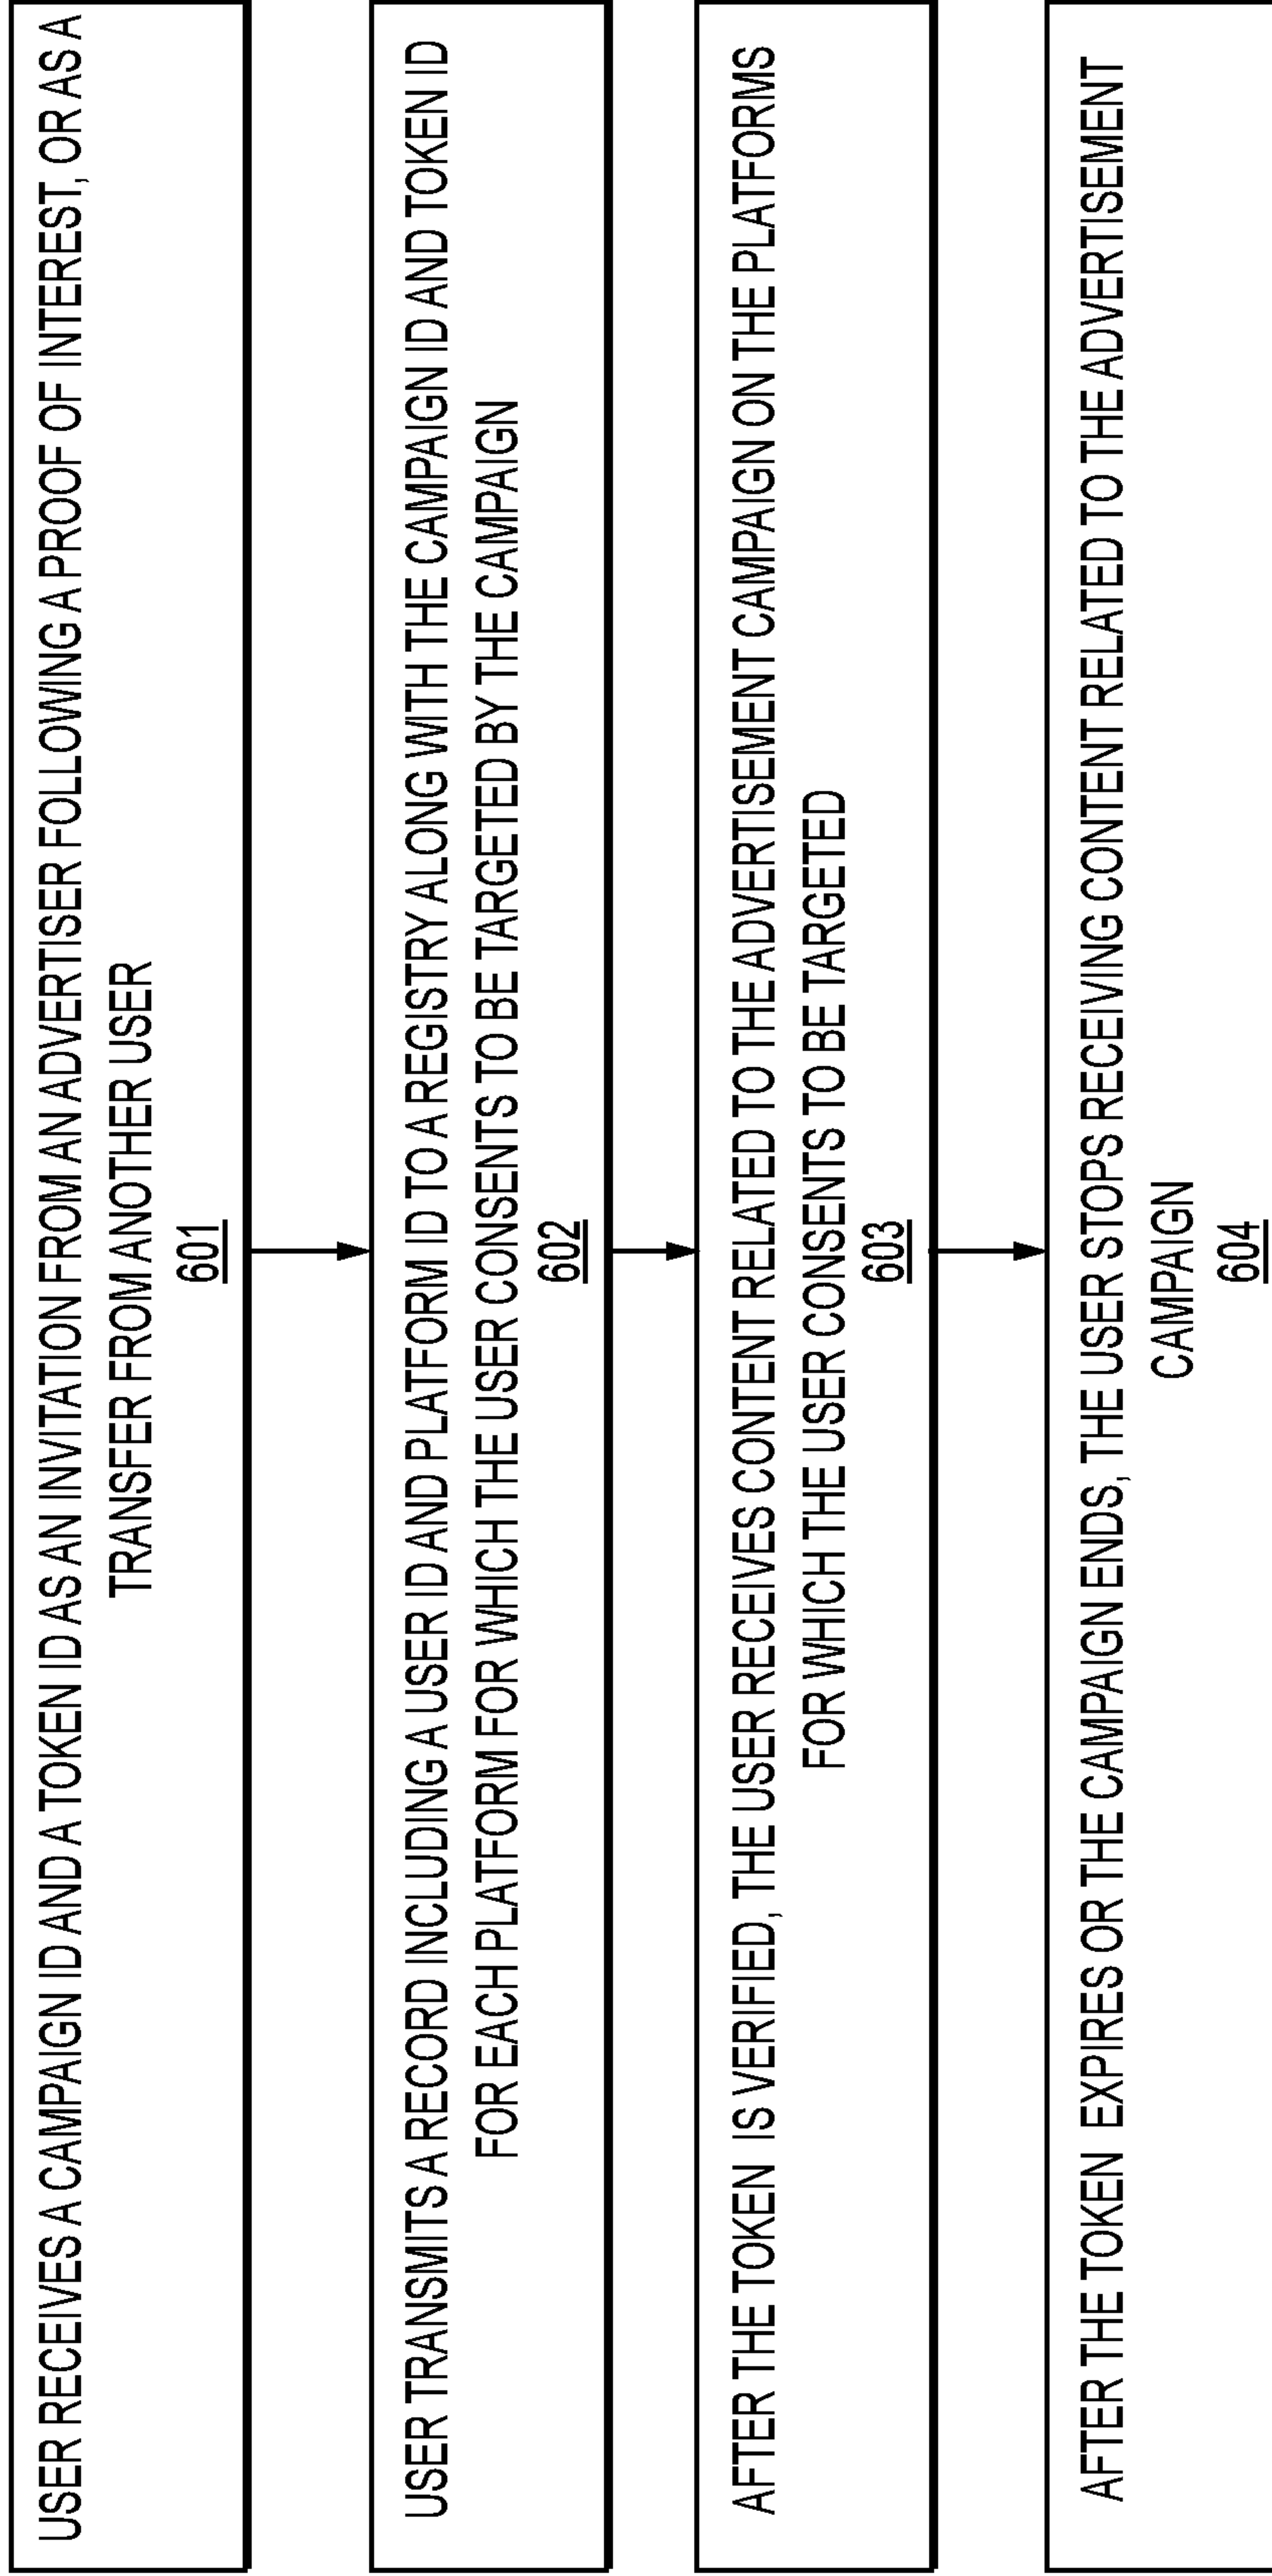 USER RECEIVES A CAMPAIGN ID AND A TOKEN ID AS AN INVITATION FROM AN ADVERTISER FOLLOWING A PROOF OF INTEREST, OR AS A
TRANSFER FROM ANOTHER USER
601
USER TRANSMITS A RECORD INCLUDING A USER ID AND PLATFORM ID TO A REGISTRY ALONG WITH THE CAMPAIGN ID AND TOKEN ID
FOR EACH PLATFORM FOR WHICH THE USER CONSENTS TO BE TARGETED BY THE CAMPAIGN
602
AFTER THE TOKEN IS VERIFIED, THE USER RECEIVES CONTENT RELATED TO THE ADVERTISEMENT CAMPAIGN ON THE PLATFORMS
FOR WHICH THE USER CONSENTS TO BE TARGETED
603
AFTER THE TOKEN EXPIRES OR THE CAMPAIGN ENDS, THE USER STOPS RECEIVING CONTENT RELATED TO THE ADVERTISEMENT
CAMPAIGN
604